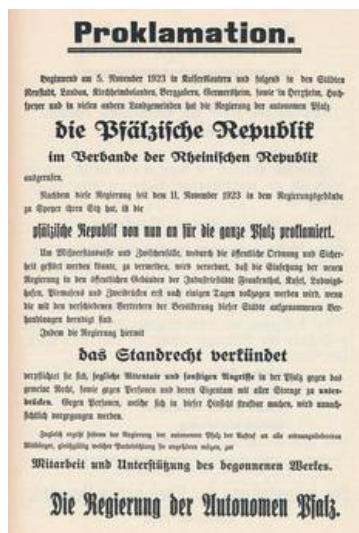 Proklamation.
Beginnend am 5. November 1923 in Kaiserslautern und folgend in den Städten
Neustadt, Landau, Kirchheimbolanden, Bergzabern, Germersheim, sowie in Herxheim, Hoch-
speyer und in vielen andern Landgemeinden hat die Regierung der autonomen Pfalz
die Pfälzische Republik
im Verbande der Rheinischen Republik
ausgerufen.
Nachdem diese Regierung seit dem 11. November 1923 in dem Regierungsgebäude
zu Speyer ihren Sitz hat, ist die
pfälzische Republik von nun an für die ganze Pfalz proklamiert.
Um Mißverständnisse und Zwischenfälle, wodurch die öffentliche Ordnung und Sicher-
heit gestört werden könnte, zu vermeiden, wird verordnet, daß die Einsetzung der neuen
Regierung in den öffentlichen Gebäuden der Industriestädte Frankenthal, Kusel, Ludwigs-
hafen, Pirmasens und Zweibrücken erst nach einigen Tagen vollzogen werden wird, wenn
die mit den verschiedenen Vertretern der Bevölkerung dieser Städte aufgenommenen Ver-
handlungen beendigt sind.
Indem die Regierung hiermit
das Standrecht verkündet
verpflichtet sie sich, jegliche Attentate und sonstigen Angriffe in der Pfalz gegen das
gemeine Recht, sowie gegen Personen und deren Eigentum mit aller Strenge zu unter-
drücken. Gegen Personen, welche sich in dieser Hinsicht strafbar machen, wird unnach-
sichtlich vorgegangen werden.
Zugleich ergeht seitens der Regierung der autonomen Pfalz der Aufruf an alle ordnungsliebenden
Mitbürger, gleichgültig welcher Parteirichtung sie angehören mögen, zur
Mitarbeit und Unterstützung des begonnenen Werkes.
Die Regierung der Autonomen Pfalz.